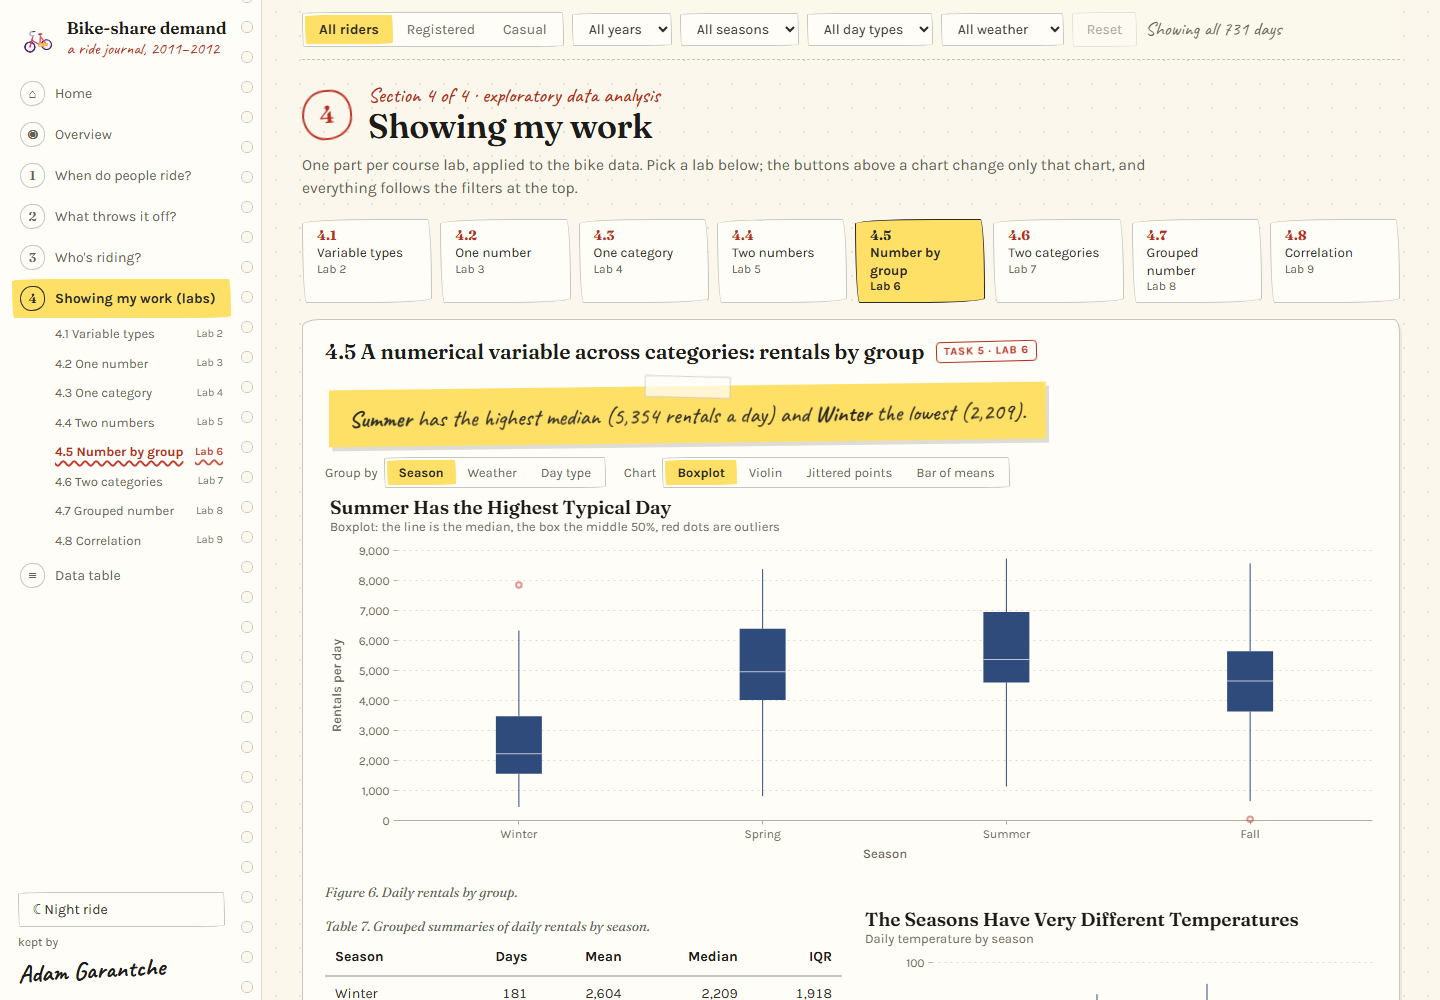 Bike-share demand
a ride journal, 2011–2012
Home
Overview
1 When do people ride?
2 What throws it off?
3 Who's riding?
4 Showing my work (labs)
4.1 Variable types Lab 2
4.2 One number Lab 3
4.3 One category Lab 4
4.4 Two numbers Lab 5
4.5 Number by group Lab 6
4.6 Two categories Lab 7
4.7 Grouped number Lab 8
4.8 Correlation Lab 9
Data table
☾ Night ride
kept by
Adam Garantche
All riders Registered Casual All years All seasons All day types All weather Reset Showing all 731 days
4
Section 4 of 4 · exploratory data analysis
Showing my work
One part per course lab, applied to the bike data. Pick a lab below; the buttons above a chart change only that chart, and
everything follows the filters at the top.
4.1
Variable types
Lab 2
4.2
One number
Lab 3
4.3
One category
Lab 4
4.4
Two numbers
Lab 5
4.5
Number by
group
Lab 6
4.6
Two categories
Lab 7
4.7
Grouped
number
Lab 8
4.8
Correlation
Lab 9
4.5 A numerical variable across categories: rentals by group TASK 5 · LAB 6
Summer has the highest median (5,354 rentals a day) and Winter the lowest (2,209).
Group by Season Weather Day type Chart Boxplot Violin Jittered points Bar of means
Summer Has the Highest Typical Day
Boxplot: the line is the median, the box the middle 50%, red dots are outliers
9,000
8,000
7,000
6,000
5,000
4,000
3,000
2,000
1,000
0
Rentals per day
Winter Spring Summer Fall
Season
Figure 6. Daily rentals by group.
Table 7. Grouped summaries of daily rentals by season.
Season Days Mean Median IQR
Winter 181 2,604 2,209 1,918
The Seasons Have Very Different Temperatures
Daily temperature by season
100